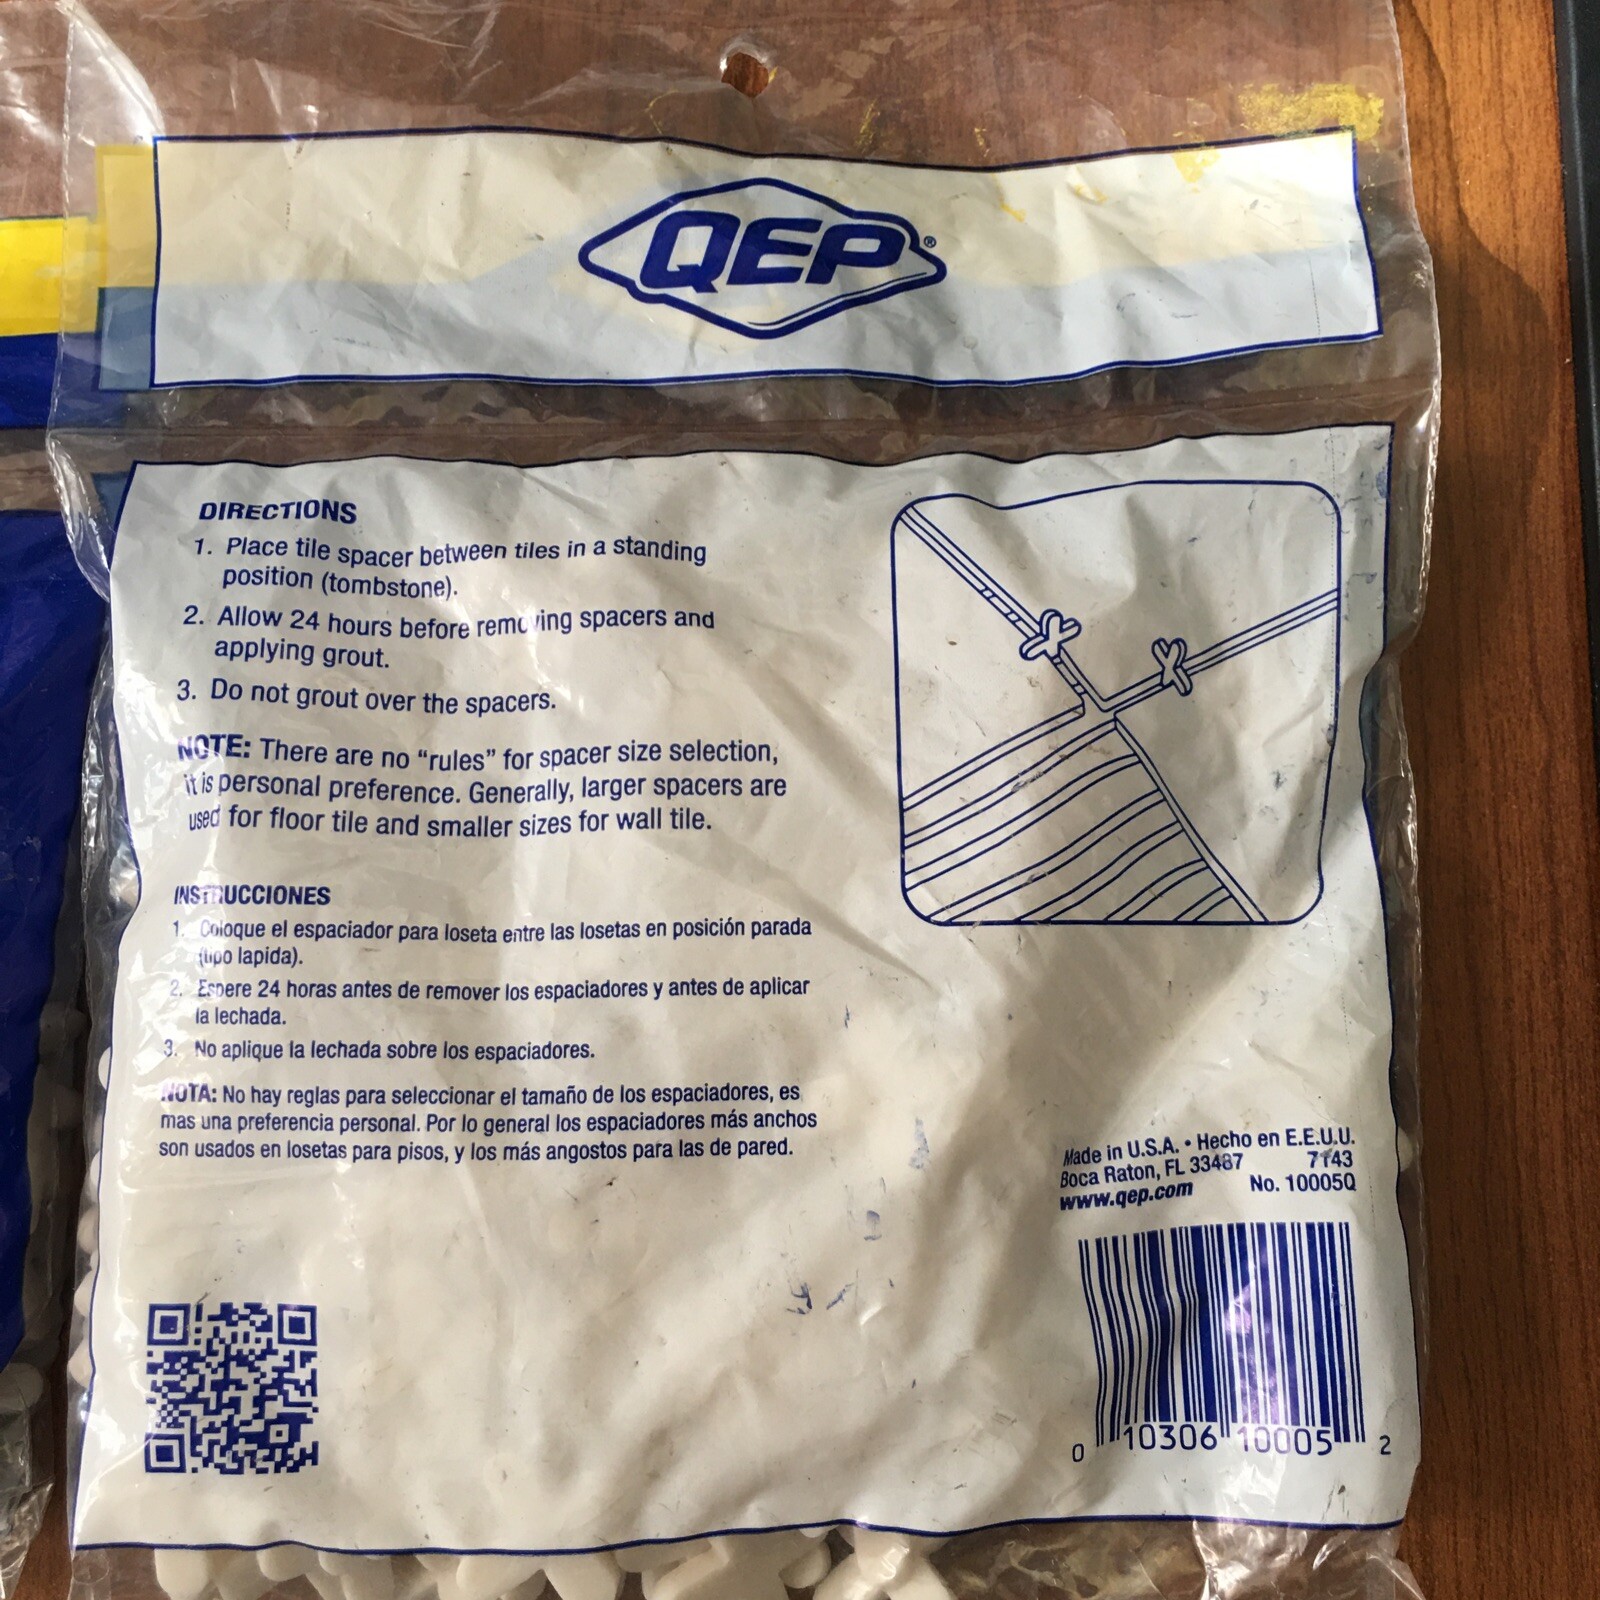 QEP®
DIRECTIONS
1. Place tile spacer between tiles in a standing
position (tombstone).
2. Allow 24 hours before removing spacers and
applying grout.
3. Do not grout over the spacers.
NOTE: There are no “rules” for spacer size selection,
it is personal preference. Generally, larger spacers are
used for floor tile and smaller sizes for wall tile.
INSTRUCCIONES
1. Coloque el espaciador para loseta entre las losetas en posición parada
(tipo lapida).
2. Espere 24 horas antes de remover los espaciadores y antes de aplicar
la lechada.
3. No aplique la lechada sobre los espaciadores.
NOTA: No hay reglas para seleccionar el tamaño de los espaciadores, es
mas una preferencia personal. Por lo general los espaciadores más anchos
son usados en losetas para pisos, y los más angostos para las de pared.
Made in U.S.A. • Hecho en E.E.U.U.
Boca Raton, FL 33487 7143
www.qep.com No. 10005Q
0 10306 10005 2